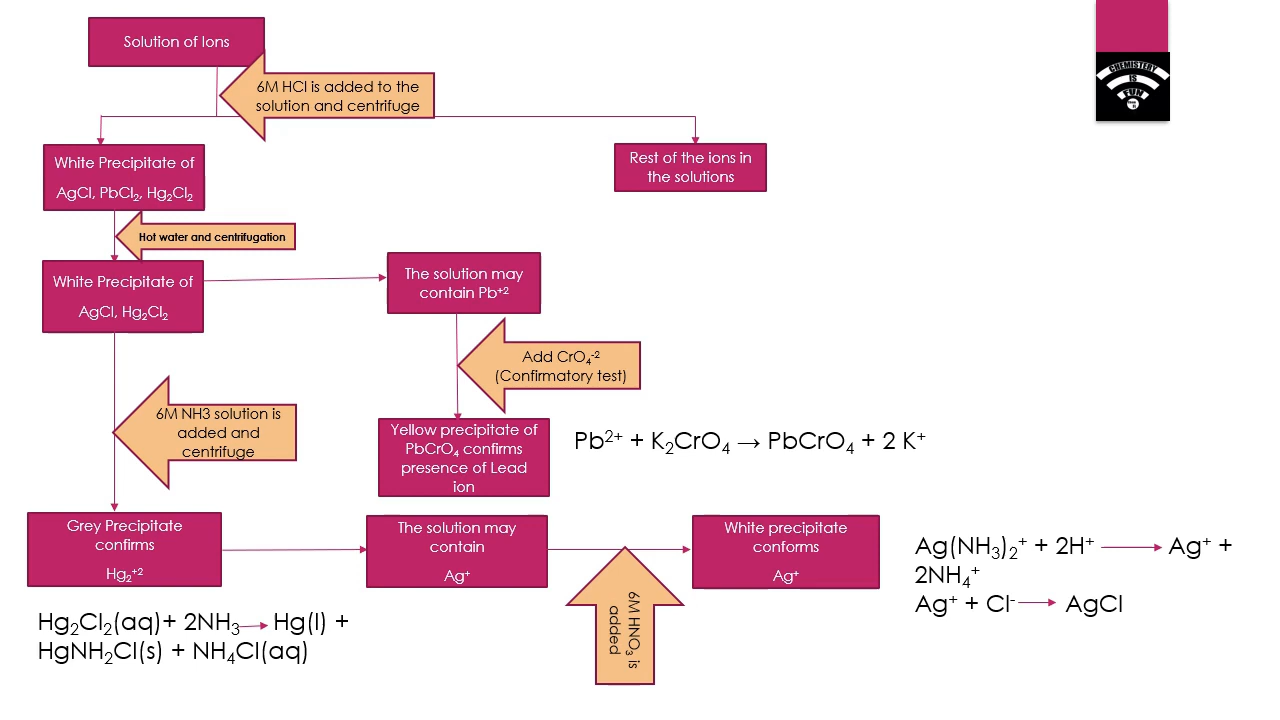 Solution of Ions
6M HCl is added to the
solution and centrifuge
White Precipitate of
AgCl, PbCl₂, Hg₂Cl₂
Rest of the ions in
the solutions
Hot water and centrifugation
White Precipitate of
AgCl, Hg₂Cl₂
The solution may
contain Pb⁺²
Add CrO₄⁻²
(Confirmatory test)
6M NH3 solution is
added and
centrifuge
Yellow precipitate of
PbCrO₄ confirms
presence of Lead
ion
Pb²⁺ + K₂CrO₄ → PbCrO₄ + 2 K⁺
Grey Precipitate
confirms
Hg₂⁺²
The solution may
contain
Ag⁺
White precipitate
conforms
Ag⁺
6M HNO₃ is
added
Ag(NH₃)₂⁺ + 2H⁺ → Ag⁺ +
2NH₄⁺
Ag⁺ + Cl⁻ → AgCl
Hg₂Cl₂(aq)+ 2NH₃ → Hg(l) +
HgNH₂Cl(s) + NH₄Cl(aq)
CHEMISTERY
IS
FUN